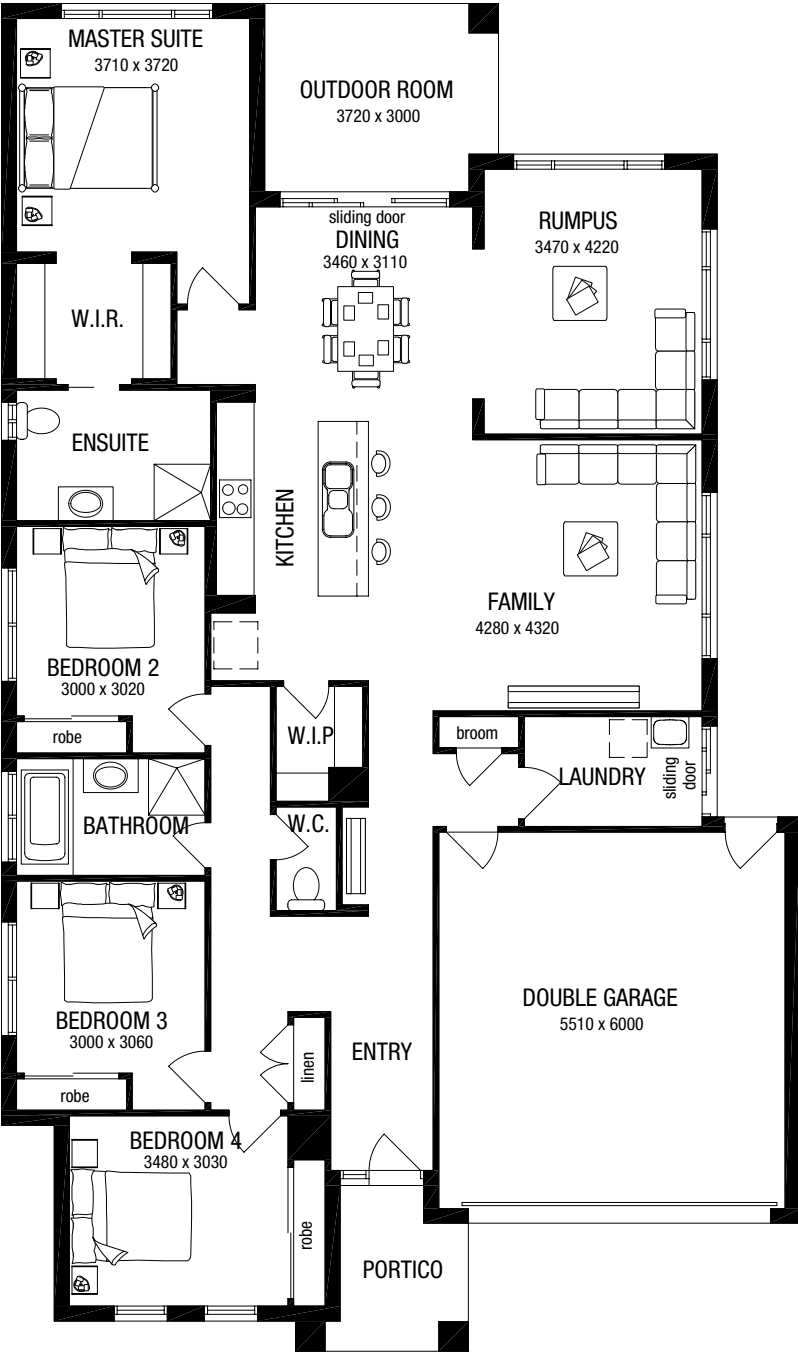 MASTER SUITE
3710 x 3720
OUTDOOR ROOM
3720 x 3000
sliding door
DINING
3460 x 3110
RUMPUS
3470 x 4220
W.I.R.
ENSUITE
KITCHEN
FAMILY
4280 x 4320
BEDROOM 2
3000 x 3020
robe
W.I.P
broom
LAUNDRY
sliding
door
BATHROOM
W.C.
BEDROOM 3
3000 x 3060
robe
linen
ENTRY
DOUBLE GARAGE
5510 x 6000
BEDROOM 4
3480 x 3030
robe
PORTICO